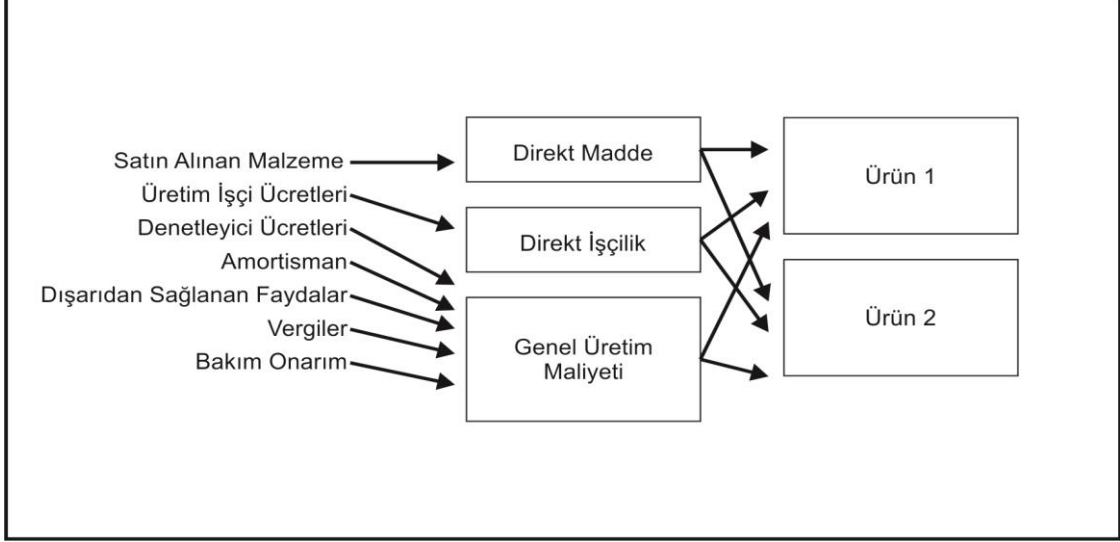 Satın Alınan Malzeme
Üretim İşçi Ücretleri
Denetleyici Ücretleri
Amortisman
Dışarıdan Sağlanan Faydalar
Vergiler
Bakım Onarım
Direkt Madde
Direkt İşçilik
Genel Üretim
Maliyeti
Ürün 1
Ürün 2